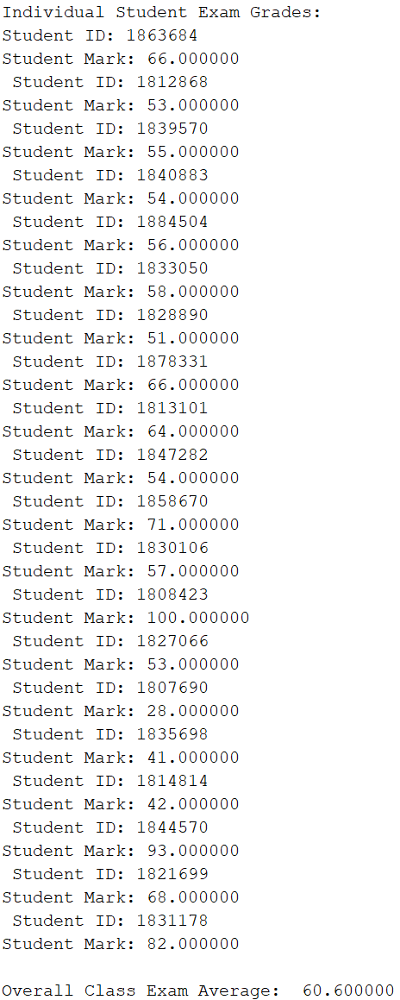 Individual Student Exam Grades:
Student ID: 1863684
Student Mark: 66.000000
Student ID: 1812868
Student Mark: 53.000000
Student ID: 1839570
Student Mark: 55.000000
Student ID: 1840883
Student Mark: 54.000000
Student ID: 1884504
Student Mark: 56.000000
Student ID: 1833050
Student Mark: 58.000000
Student ID: 1828890
Student Mark: 51.000000
Student ID: 1878331
Student Mark: 66.000000
Student ID: 1813101
Student Mark: 64.000000
Student ID: 1847282
Student Mark: 54.000000
Student ID: 1858670
Student Mark: 71.000000
Student ID: 1830106
Student Mark: 57.000000
Student ID: 1808423
Student Mark: 100.000000
Student ID: 1827066
Student Mark: 53.000000
Student ID: 1807690
Student Mark: 28.000000
Student ID: 1835698
Student Mark: 41.000000
Student ID: 1814814
Student Mark: 42.000000
Student ID: 1844570
Student Mark: 93.000000
Student ID: 1821699
Student Mark: 68.000000
Student ID: 1831178
Student Mark: 82.000000
Overall Class Exam Average:  60.600000